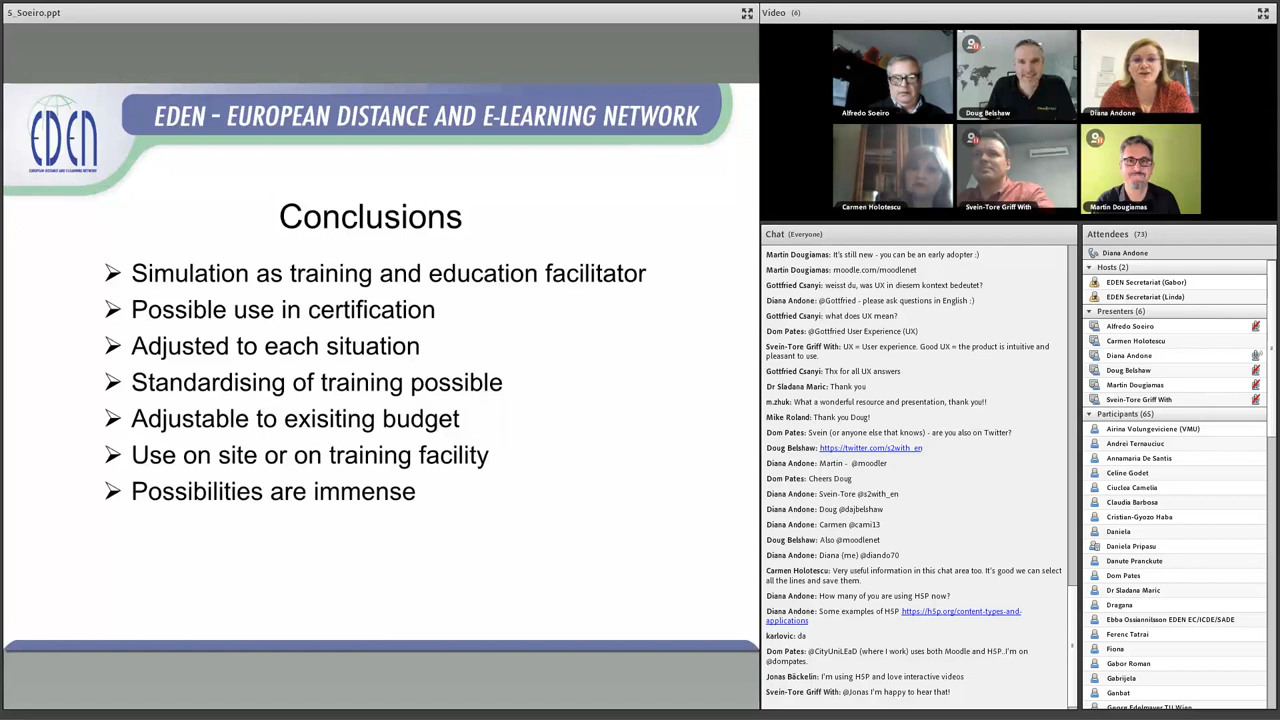 5_Soeiro.ppt
EDEN
EUROPEAN DISTANCE AND E-LEARNING NETWORK
EDEN - EUROPEAN DISTANCE AND E-LEARNING NETWORK
Conclusions
Simulation as training and education facilitator
Possible use in certification
Adjusted to each situation
Standardising of training possible
Adjustable to exisiting budget
Use on site or on training facility
Possibilities are immense
Video (6)
Alfredo Soeiro
Doug Belshaw
Diana Andone
Carmen Holotescu
Svein-Tore Griff With
Martin Dougiamas
Chat (Everyone)
Martin Dougiamas: It's still new - you can be an early adopter :)
Martin Dougiamas: moodle.com/moodlenet
Gottfried Csanyi: weisst du, was UX in diesem kontext bedeutet?
Diana Andone: @Gottfried - please ask questions in English :)
Gottfried Csanyi: what does UX mean?
Dom Pates: @Gottfried User Experience (UX)
Svein-Tore Griff With: UX = User experience. Good UX = the product is intuitive and
pleasant to use.
Gottfried Csanyi: Thx for all UX answers
Dr Sladana Maric: Thank you
m.zhuk: What a wonderful resource and presentation, thank you!!
Mike Roland: Thank you Doug!
Dom Pates: Svein (or anyone else that knows) - are you also on Twitter?
Doug Belshaw: https://twitter.com/s2with_en
Diana Andone: Martin - @moodler
Dom Pates: Cheers Doug
Diana Andone: Svein-Tore @s2with_en
Diana Andone: Doug @dajbelshaw
Diana Andone: Carmen @cami13
Doug Belshaw: Also @moodlenet
Diana Andone: Diana (me) @diando70
Carmen Holotescu: Very useful information in this chat area too. It's good we can select
all the lines and save them.
Diana Andone: How many of you are using H5P now?
Diana Andone: Some examples of H5P https://h5p.org/content-types-and-
applications
karlovic: da
Dom Pates: @CityUniLEaD (where I work) uses both Moodle and H5P..I'm on
@dompates.
Jonas Bäckelin: I'm using H5P and love interactive videos
Svein-Tore Griff With: @Jonas I'm happy to hear that!
Attendees (73)
Diana Andone
Hosts (2)
EDEN Secretariat (Gabor)
EDEN Secretariat (Linda)
Presenters (6)
Alfredo Soeiro
Carmen Holotescu
Diana Andone
Doug Belshaw
Martin Dougiamas
Svein-Tore Griff With
Participants (65)
Airina Volungeviciene (VMU)
Andrei Ternauciuc
Annamaria De Santis
Celine Godet
Ciuclea Camelia
Claudia Barbosa
Cristian-Gyozo Haba
Daniela
Daniela Pripasu
Danute Pranckute
Dom Pates
Dr Sladana Maric
Dragana
Ebba Ossiannilsson EDEN EC/ICDE/SADE
Ferenc Tatrai
Fiona
Gabor Roman
Gabrijela
Ganbat
Georg Edelmayer TU Wien